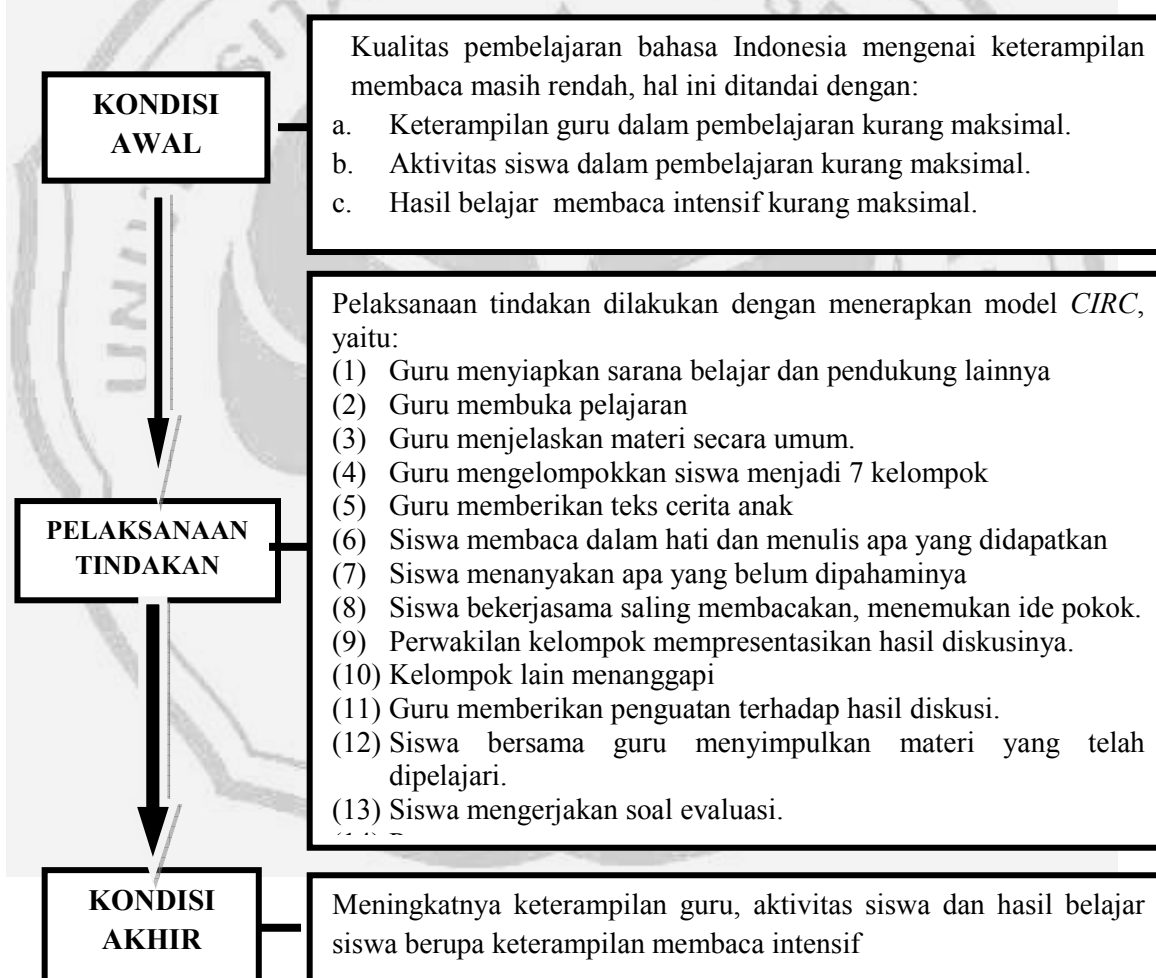 KONDISI
AWAL
Kualitas pembelajaran bahasa Indonesia mengenai keterampilan
membaca masih rendah, hal ini ditandai dengan:
a. Keterampilan guru dalam pembelajaran kurang maksimal.
b. Aktivitas siswa dalam pembelajaran kurang maksimal.
c. Hasil belajar membaca intensif kurang maksimal.
PELAKSANAAN
TINDAKAN
Pelaksanaan tindakan dilakukan dengan menerapkan model CIRC,
yaitu:
(1) Guru menyiapkan sarana belajar dan pendukung lainnya
(2) Guru membuka pelajaran
(3) Guru menjelaskan materi secara umum.
(4) Guru mengelompokkan siswa menjadi 7 kelompok
(5) Guru memberikan teks cerita anak
(6) Siswa membaca dalam hati dan menulis apa yang didapatkan
(7) Siswa menanyakan apa yang belum dipahaminya
(8) Siswa bekerjasama saling membacakan, menemukan ide pokok.
(9) Perwakilan kelompok mempresentasikan hasil diskusinya.
(10) Kelompok lain menanggapi
(11) Guru memberikan penguatan terhadap hasil diskusi.
(12) Siswa bersama guru menyimpulkan materi yang telah
dipelajari.
(13) Siswa mengerjakan soal evaluasi.
KONDISI
AKHIR
Meningkatnya keterampilan guru, aktivitas siswa dan hasil belajar
siswa berupa keterampilan membaca intensif